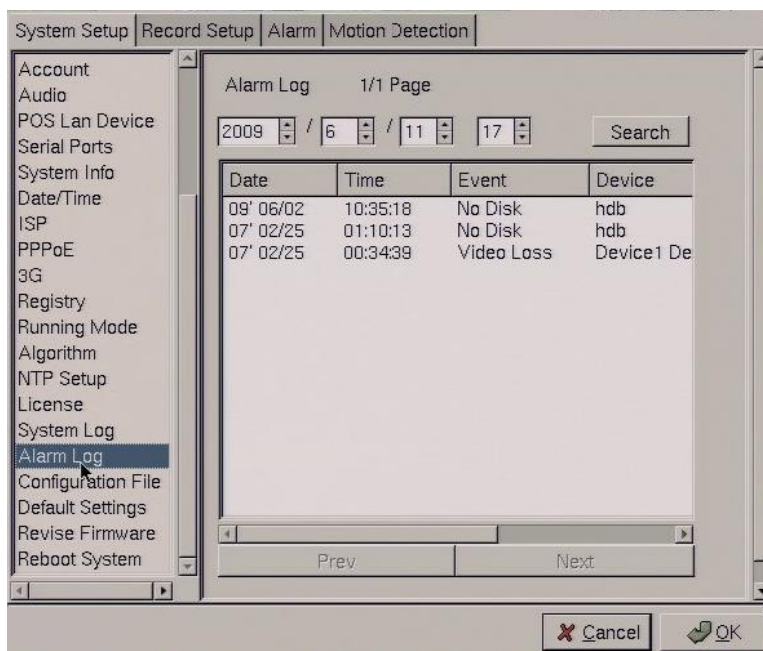 System Setup Record Setup Alarm Motion Detection
Account
Audio
POS Lan Device
Serial Ports
System Info
Date/Time
ISP
PPPoE
3G
Registry
Running Mode
Algorithm
NTP Setup
License
System Log
Alarm Log
Configuration File
Default Settings
Revise Firmware
Reboot System
Alarm Log 1/1 Page
2009 / 6 / 11 17 Search
Date Time Event Device
09' 06/02 10:35:18 No Disk hdb
07' 02/25 01:10:13 No Disk hdb
07' 02/25 00:34:39 Video Loss Device1 De
Prev Next
Cancel OK